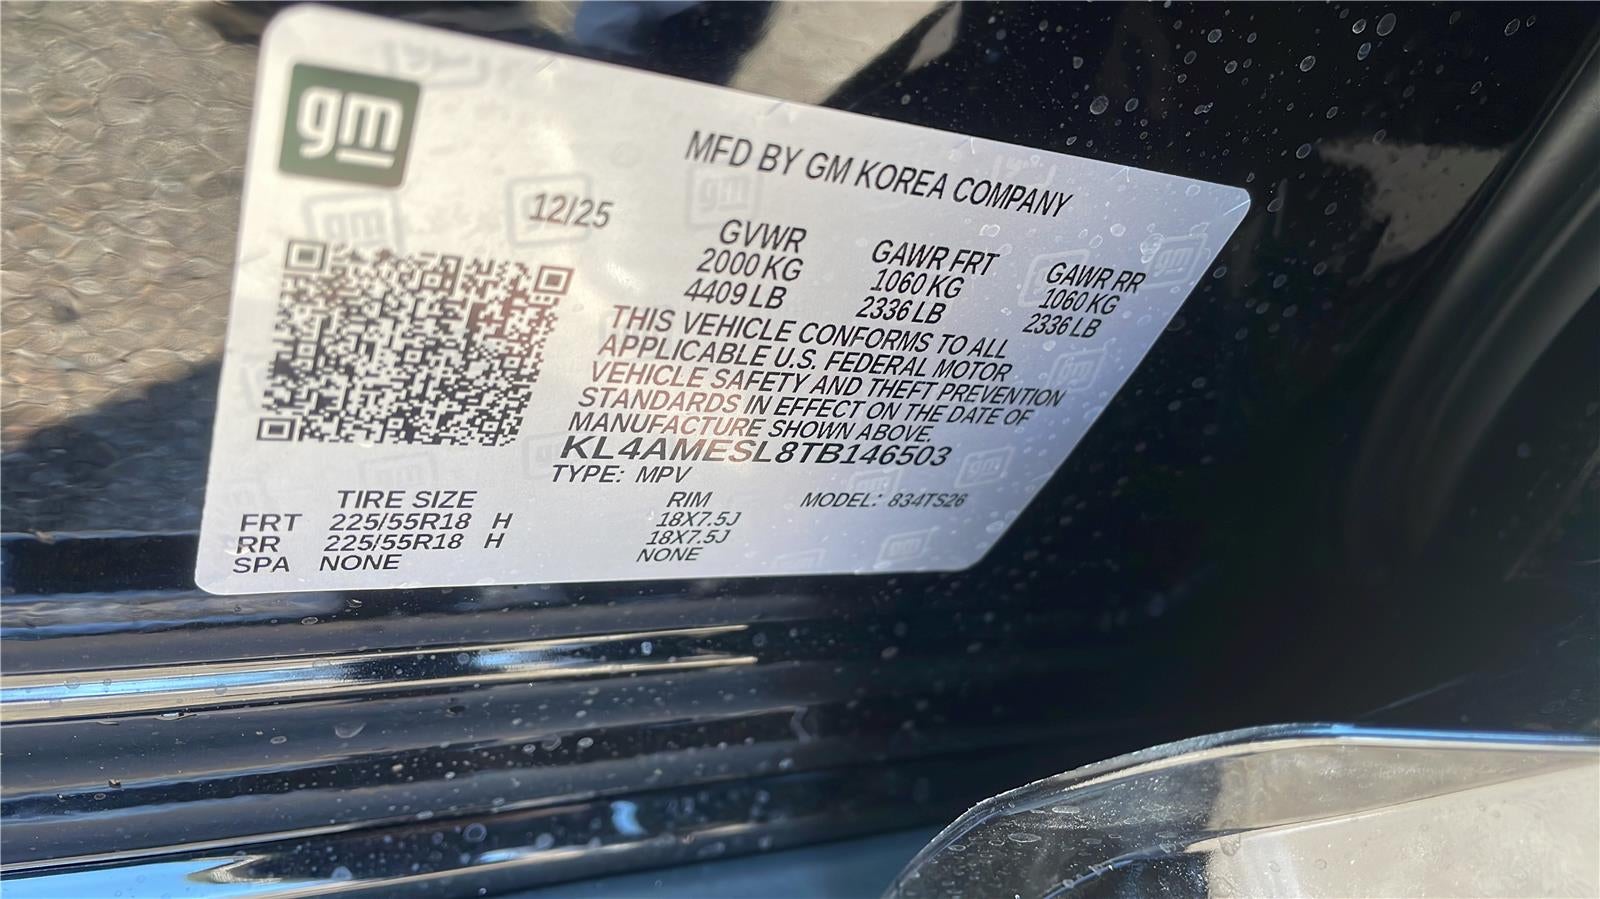 gm
MFD BY GM KOREA COMPANY
12/25
GVWR GAWR FRT GAWR RR
2000 KG 1060 KG 1060 KG
4409 LB 2336 LB 2336 LB
THIS VEHICLE CONFORMS TO ALL
APPLICABLE U.S. FEDERAL MOTOR
VEHICLE SAFETY AND THEFT PREVENTION
STANDARDS IN EFFECT ON THE DATE OF
MANUFACTURE SHOWN ABOVE.
KL4AMESL8TB146503
TYPE: MPV
TIRE SIZE RIM MODEL: 834TS26
FRT 225/55R18 H 18X7.5J
RR 225/55R18 H 18X7.5J
SPA NONE NONE